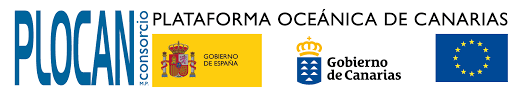 PLOCAN
consorcio
PLATAFORMA OCEÁNICA DE CANARIAS
GOBIERNO
DE ESPAÑA
Gobierno
de Canarias